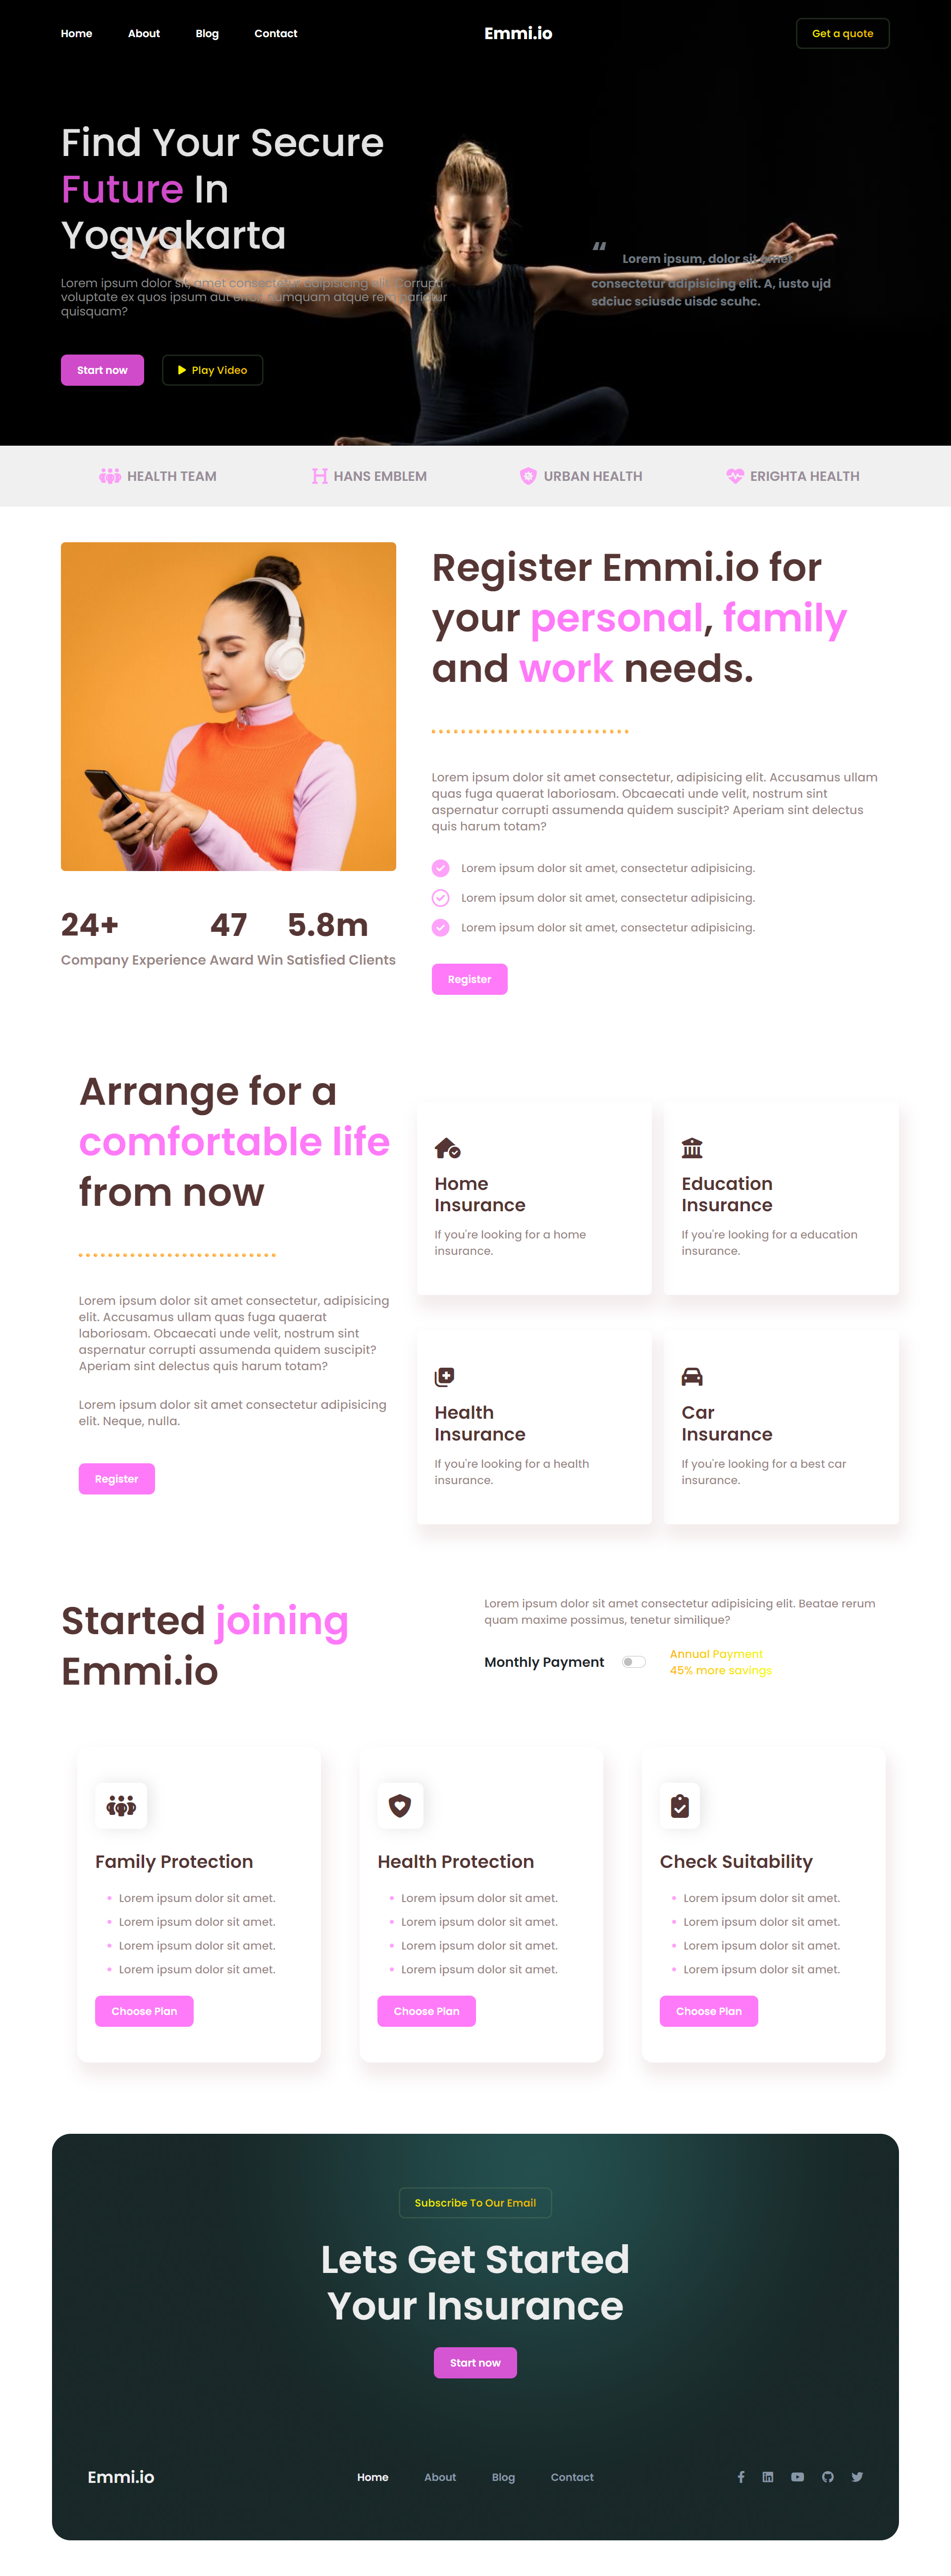 Home About Blog Contact
Emmi.io
Get a quote
Find Your Secure
Future In
Yogyakarta
Lorem ipsum dolor sit amet consectetur, adipisicing elit. Corrupti
voluptate ex quos ipsum aut error, numquam atque rem pariatur
quisquam?
Start now
Play Video
“ Lorem ipsum, dolor sit amet
consectetur adipisicing elit. A, iusto ujd
sdciuc sciusdc uisdc scuhc.
HEALTH TEAM
HANS EMBLEM
URBAN HEALTH
ERIGHTA HEALTH
Register Emmi.io for
your personal, family
and work needs.
Lorem ipsum dolor sit amet consectetur, adipisicing elit. Accusamus ullam
quas fuga quaerat laboriosam. Obcaecati unde velit, nostrum sint
aspernatur corrupti assumenda quidem suscipit? Aperiam sint delectus
quis harum totam?
Lorem ipsum dolor sit amet, consectetur adipisicing.
Lorem ipsum dolor sit amet, consectetur adipisicing.
Lorem ipsum dolor sit amet, consectetur adipisicing.
Register
24+ 47 5.8m
Company Experience Award Win Satisfied Clients
Arrange for a
comfortable life
from now
Lorem ipsum dolor sit amet consectetur, adipisicing
elit. Accusamus ullam quas fuga quaerat
laboriosam. Obcaecati unde velit, nostrum sint
aspernatur corrupti assumenda quidem suscipit?
Aperiam sint delectus quis harum totam?
Lorem ipsum dolor sit amet consectetur adipisicing
elit. Neque, nulla.
Register
Home
Insurance
If you're looking for a home
insurance.
Education
Insurance
If you're looking for a education
insurance.
Health
Insurance
If you're looking for a health
insurance.
Car
Insurance
If you're looking for a best car
insurance.
Started joining
Emmi.io
Lorem ipsum dolor sit amet consectetur adipisicing elit. Beatae rerum
quam maxime possimus, tenetur similique?
Monthly Payment
Annual Payment
45% more savings
Family Protection
Lorem ipsum dolor sit amet.
Lorem ipsum dolor sit amet.
Lorem ipsum dolor sit amet.
Lorem ipsum dolor sit amet.
Choose Plan
Health Protection
Lorem ipsum dolor sit amet.
Lorem ipsum dolor sit amet.
Lorem ipsum dolor sit amet.
Lorem ipsum dolor sit amet.
Choose Plan
Check Suitability
Lorem ipsum dolor sit amet.
Lorem ipsum dolor sit amet.
Lorem ipsum dolor sit amet.
Lorem ipsum dolor sit amet.
Choose Plan
Subscribe To Our Email
Lets Get Started
Your Insurance
Start now
Emmi.io
Home About Blog Contact